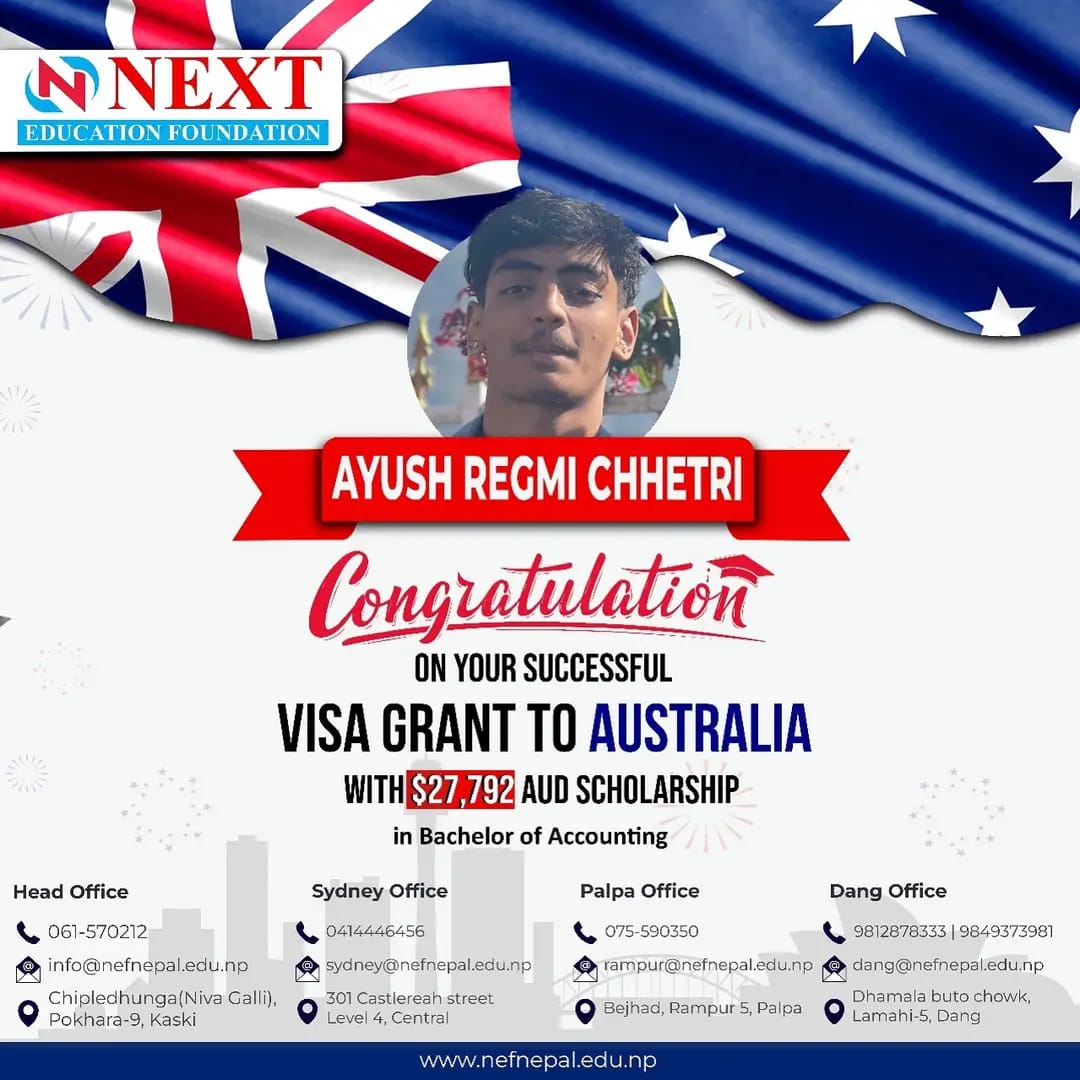 NEXT
EDUCATION FOUNDATION
AYUSH REGMI CHHETRI
Congratulation
ON YOUR SUCCESSFUL
VISA GRANT TO AUSTRALIA
WITH $27,792 AUD SCHOLARSHIP
in Bachelor of Accounting
Head Office
061-570212
info@nefnepal.edu.np
Chipledhunga(Niva Galli),
Pokhara-9, Kaski
Sydney Office
0414446456
sydney@nefnepal.edu.np
301 Castlereah street
Level 4, Central
Palpa Office
075-590350
rampur@nefnepal.edu.np
Bejhad, Rampur 5, Palpa
Dang Office
9812878333 | 9849373981
dang@nefnepal.edu.np
Dhamala buto chowk,
Lamahi-5, Dang
www.nefnepal.edu.np